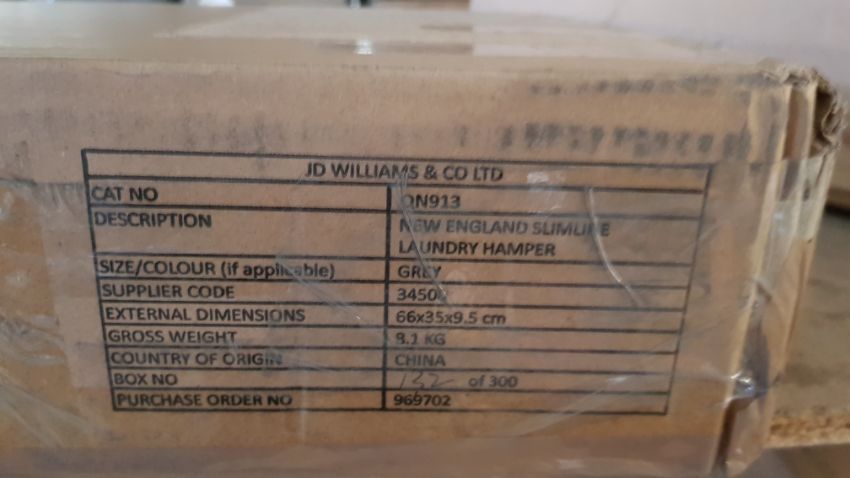 JD WILLIAMS & CO LTD
CAT NO QN913
DESCRIPTION NEW ENGLAND SLIMLINE
LAUNDRY HAMPER
SIZE/COLOUR (if applicable) GREY
SUPPLIER CODE
EXTERNAL DIMENSIONS 66x35x9.5 cm
GROSS WEIGHT KG
COUNTRY OF ORIGIN CHINA
BOX NO 132 of 300
PURCHASE ORDER NO 969702